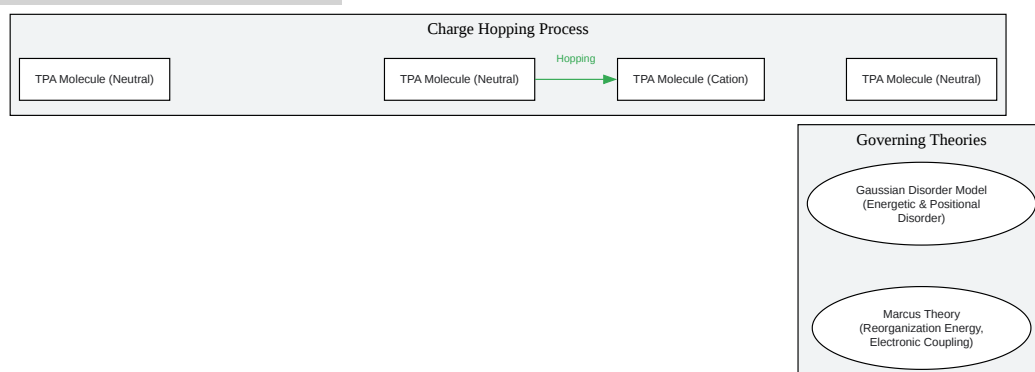 Charge Hopping Process
TPA Molecule (Neutral)
TPA Molecule (Neutral)
Hopping
TPA Molecule (Cation)
TPA Molecule (Neutral)
Governing Theories
Gaussian Disorder Model
(Energetic & Positional
Disorder)
Marcus Theory
(Reorganization Energy,
Electronic Coupling)